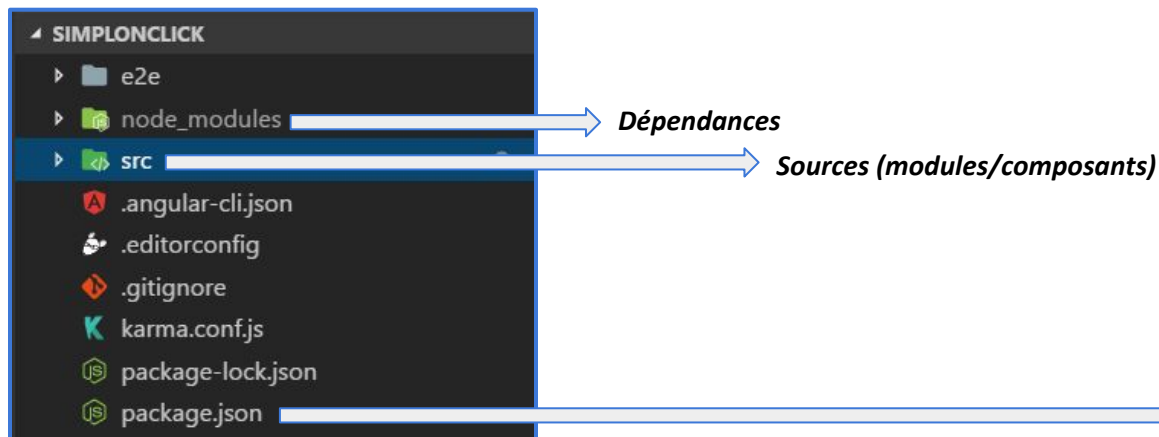 SIMPLONCLICK
e2e
node_modules
Dépendances
src
Sources (modules/composants)
.angular-cli.json
.editorconfig
.gitignore
karma.conf.js
package-lock.json
package.json